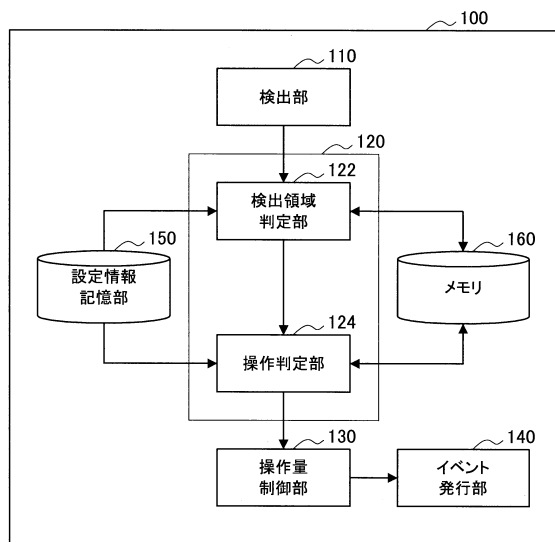 100
110
検出部
120
122
検出領域
判定部
150
設定情報
記憶部
160
メモリ
124
操作判定部
130
操作量
制御部
140
イベント
発行部